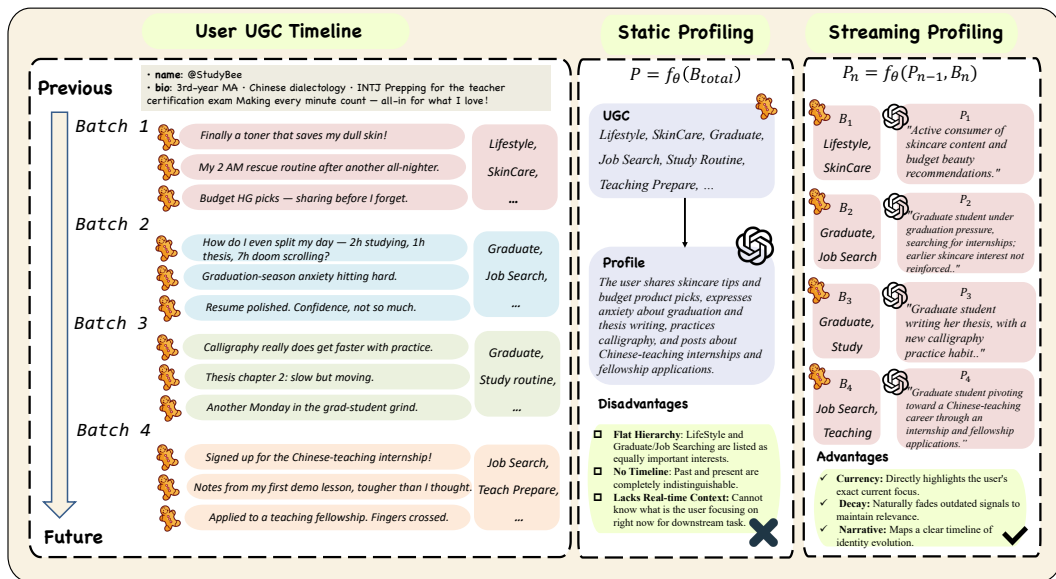 User UGC Timeline
Previous
• name: @StudyBee
• bio: 3rd-year MA · Chinese dialectology · INTJ Prepping for the teacher
certification exam Making every minute count — all-in for what I love!
Batch 1
Finally a toner that saves my dull skin!
My 2 AM rescue routine after another all-nighter.
Budget HG picks — sharing before I forget.
Lifestyle,
SkinCare,
...
Batch 2
How do I even split my day — 2h studying, 1h
thesis, 7h doom scrolling?
Graduation-season anxiety hitting hard.
Resume polished. Confidence, not so much.
Graduate,
Job Search,
...
Batch 3
Calligraphy really does get faster with practice.
Thesis chapter 2: slow but moving.
Another Monday in the grad-student grind.
Graduate,
Study routine,
...
Batch 4
Signed up for the Chinese-teaching internship!
Notes from my first demo lesson, tougher than I thought.
Applied to a teaching fellowship. Fingers crossed.
Job Search,
Teach Prepare,
...
Future
Static Profiling
P = fθ(Btotal)
UGC
Lifestyle, SkinCare, Graduate,
Job Search, Study Routine,
Teaching Prepare, ...
Profile
The user shares skincare tips and
budget product picks, expresses
anxiety about graduation and
thesis writing, practices
calligraphy, and posts about
Chinese-teaching internships and
fellowship applications.
Disadvantages
Flat Hierarchy: LifeStyle and
Graduate/Job Searching are listed as
equally important interests.
No Timeline: Past and present are
completely indistinguishable.
Lacks Real-time Context: Cannot
know what is the user focusing on
right now for downstream task.
Streaming Profiling
Pn = fθ(Pn−1, Bn)
B1
Lifestyle,
SkinCare
P1
"Active consumer of
skincare content and
budget beauty
recommendations."
B2
Graduate,
Job Search
P2
"Graduate student under
graduation pressure,
searching for internships;
earlier skincare interest not
reinforced.."
B3
Graduate,
Study
P3
"Graduate student
writing her thesis, with a
new calligraphy
practice habit.."
B4
Job Search,
Teaching
P4
"Graduate student pivoting
toward a Chinese-teaching
career through an
internship and fellowship
applications."
Advantages
✓ Currency: Directly highlights the user's
exact current focus.
✓ Decay: Naturally fades outdated signals to
maintain relevance.
✓ Narrative: Maps a clear timeline of
identity evolution.